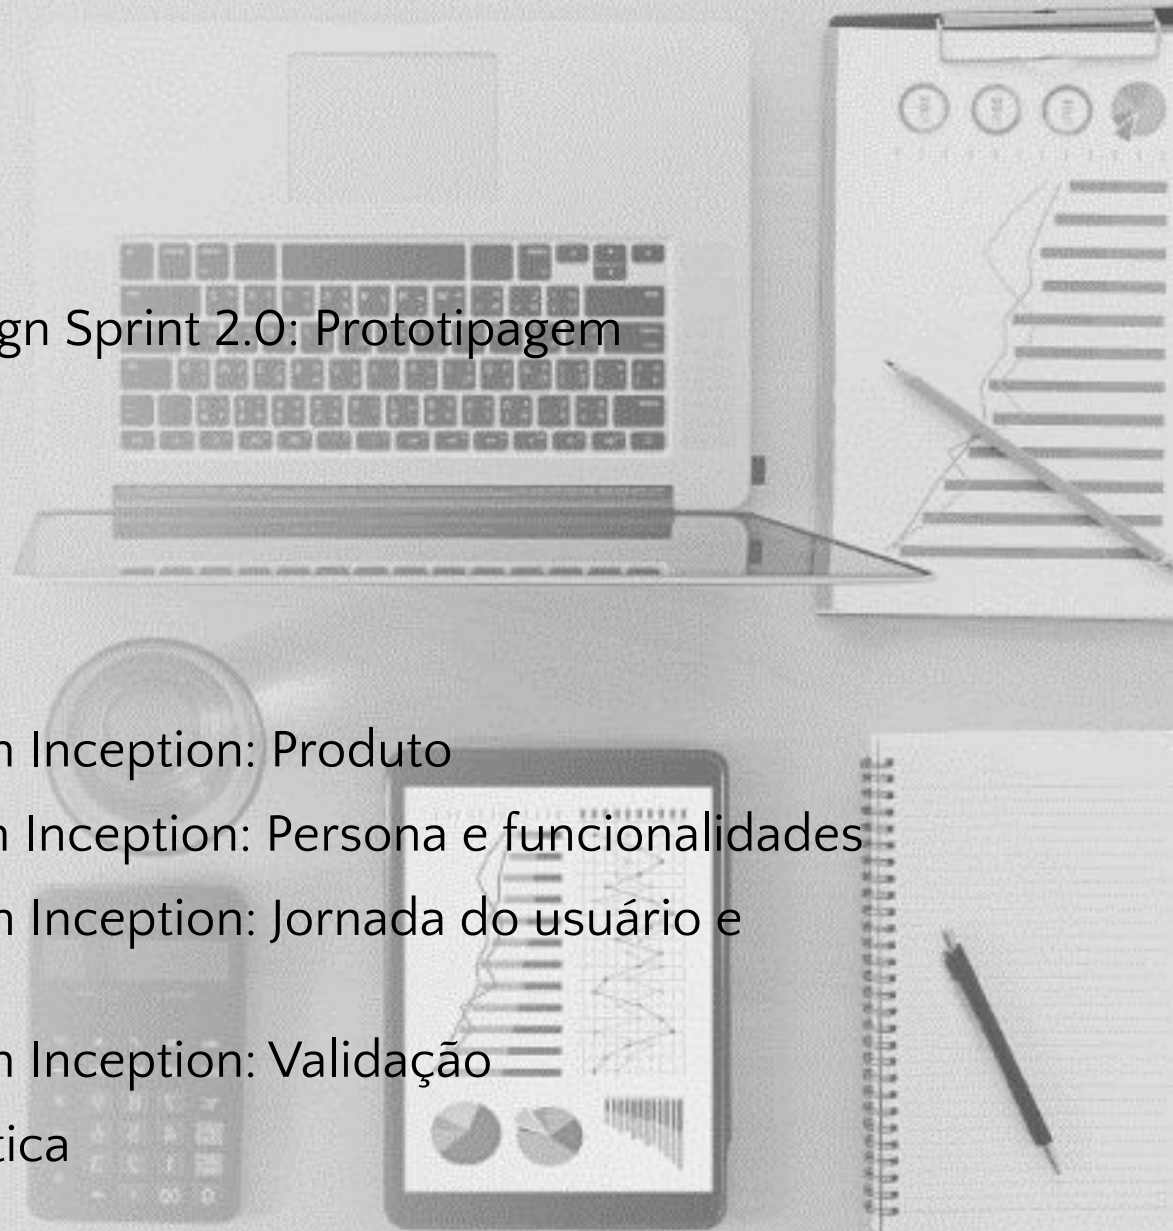 gn Sprint 2.0: Prototipagem
n Inception: Produto
n Inception: Persona e funcionalidades
n Inception: Jornada do usuário e
n Inception: Validação
tica